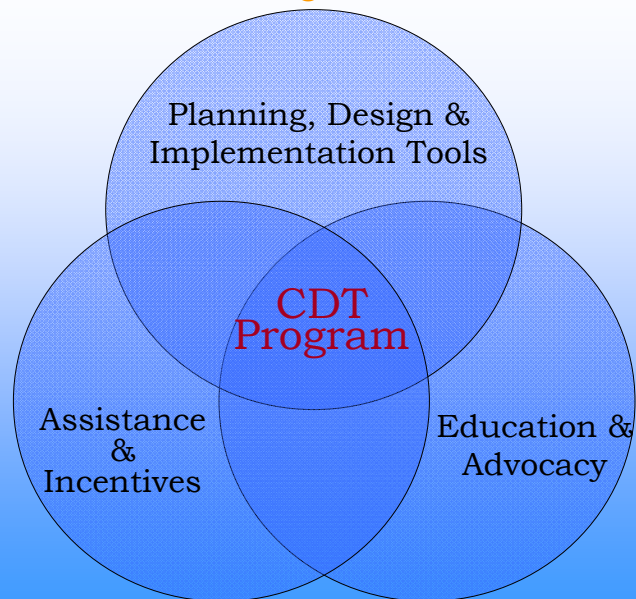 Planning, Design &
Implementation Tools
CDT
Program
Assistance
&
Incentives
Education &
Advocacy